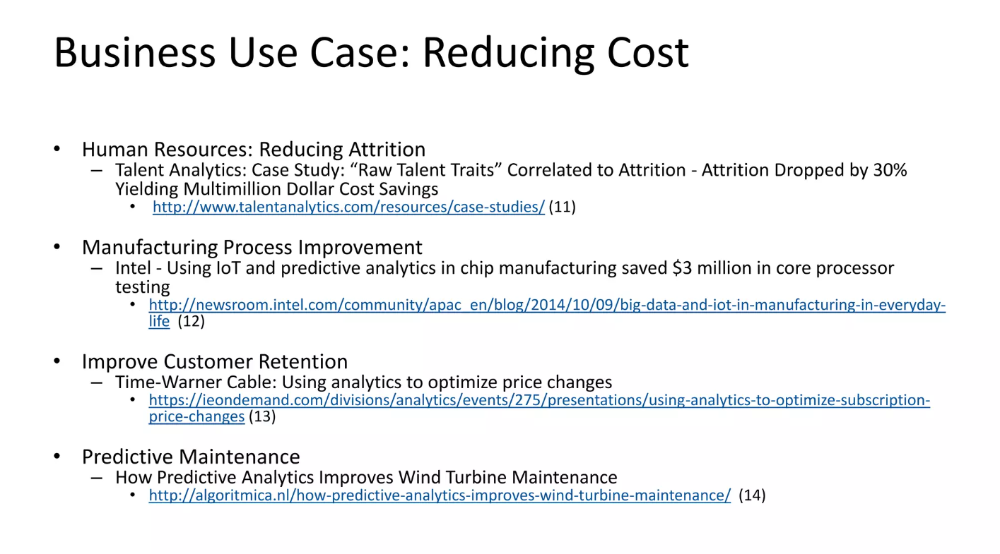 Business Use Case: Reducing Cost
• Human Resources: Reducing Attrition
– Talent Analytics: Case Study: “Raw Talent Traits” Correlated to Attrition - Attrition Dropped by 30%
Yielding Multimillion Dollar Cost Savings
• http://www.talentanalytics.com/resources/case-studies/ (11)
• Manufacturing Process Improvement
– Intel - Using IoT and predictive analytics in chip manufacturing saved $3 million in core processor
testing
• http://newsroom.intel.com/community/apac_en/blog/2014/10/09/big-data-and-iot-in-manufacturing-in-everyday-
life (12)
• Improve Customer Retention
– Time-Warner Cable: Using analytics to optimize price changes
• https://ieondemand.com/divisions/analytics/events/275/presentations/using-analytics-to-optimize-subscription-
price-changes (13)
• Predictive Maintenance
– How Predictive Analytics Improves Wind Turbine Maintenance
• http://algoritmica.nl/how-predictive-analytics-improves-wind-turbine-maintenance/ (14)